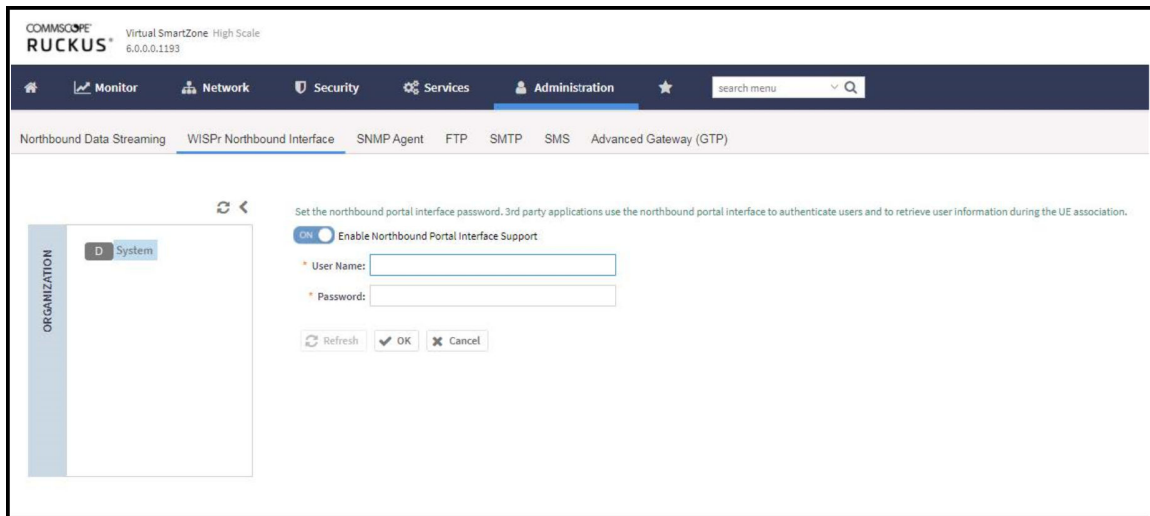 COMMSCOPE
RUCKUS®
Virtual SmartZone High Scale
6.0.0.0.1193
Monitor Network Security Services Administration search menu
Northbound Data Streaming WISPr Northbound Interface SNMP Agent FTP SMTP SMS Advanced Gateway (GTP)
ORGANIZATION
D System
Set the northbound portal interface password. 3rd party applications use the northbound portal interface to authenticate users and to retrieve user information during the UE association.
ON Enable Northbound Portal Interface Support
* User Name:
* Password:
Refresh OK Cancel